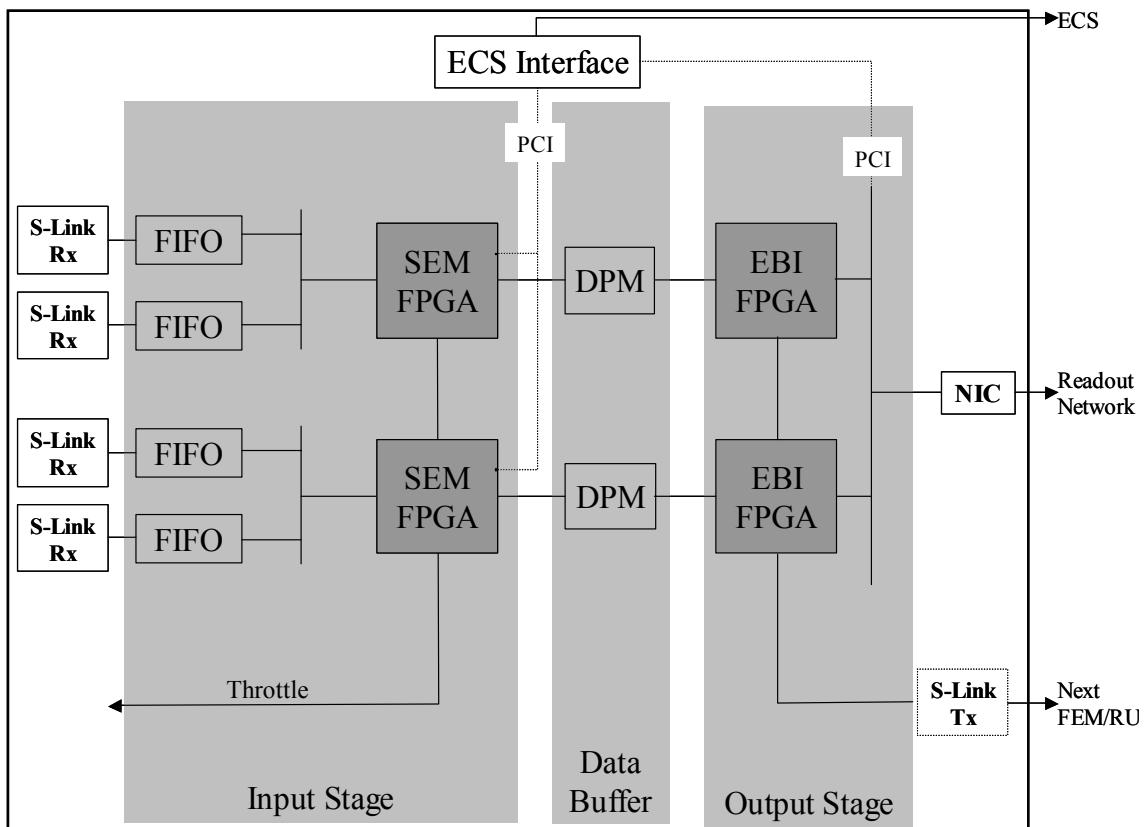 ECS
ECS Interface
PCI
PCI
S-Link
Rx
FIFO
SEM
FPGA
DPM
EBI
FPGA
S-Link
Rx
FIFO
NIC
Readout
Network
S-Link
Rx
FIFO
SEM
FPGA
DPM
EBI
FPGA
S-Link
Rx
FIFO
Throttle
S-Link
Tx
Next
FEM/RU
Input Stage
Data
Buffer
Output Stage